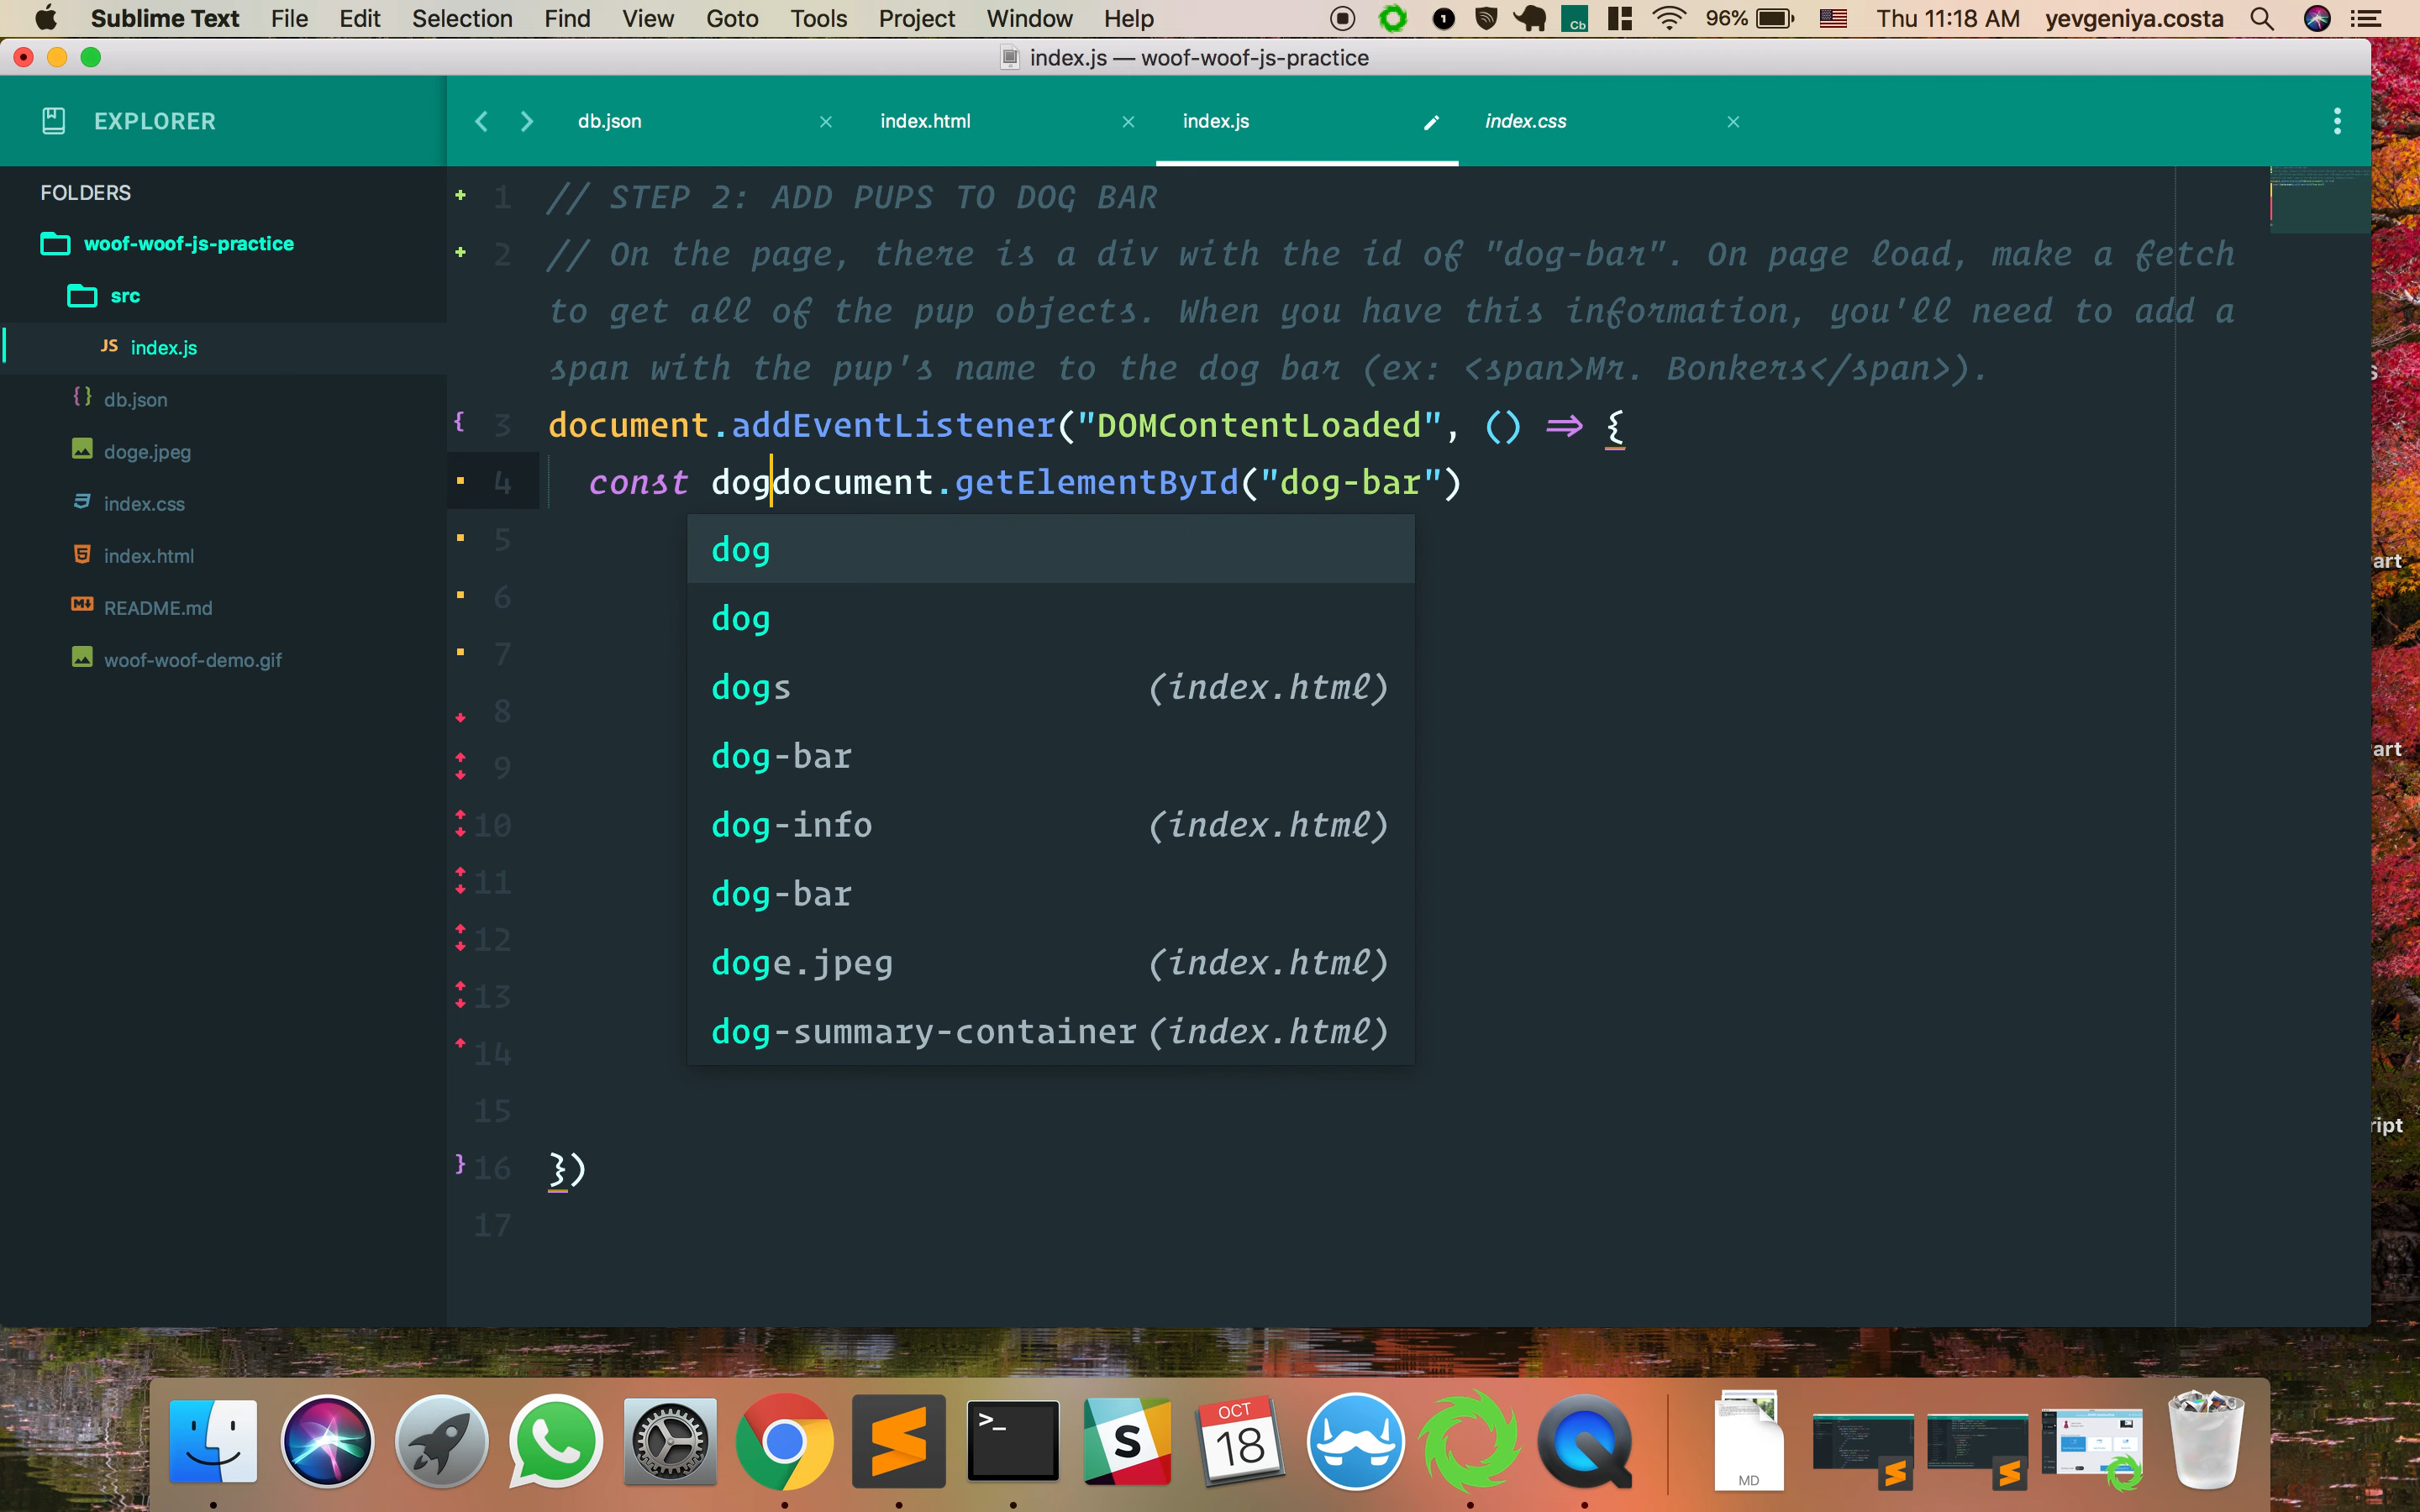 Sublime Text File Edit Selection Find View Goto Tools Project Window Help 1 Cb 96% Thu 11:18 AM yevgeniya.costa
index.js — woof-woof-js-practice
EXPLORER
db.json index.html index.js index.css
FOLDERS
woof-woof-js-practice
src
JS index.js
{} db.json
doge.jpeg
index.css
5 index.html
M README.md
woof-woof-demo.gif
1 // STEP 2: ADD PUPS TO DOG BAR
2 // On the page, there is a div with the id of "dog-bar". On page load, make a fetch
to get all of the pup objects. When you have this information, you'll need to add a
span with the pup's name to the dog bar (ex: <span>Mr. Bonkers</span>).
{ 3 document.addEventListener("DOMContentLoaded", () => {
4 const dogdocument.getElementById("dog-bar")
5
6
7
8
9
10
11
12
13
14
15
} 16 })
17
dog
dog
dogs (index.html)
dog-bar
dog-info (index.html)
dog-bar
doge.jpeg (index.html)
dog-summary-container (index.html)
art
art
ript
>_
S
OCT
18
MD